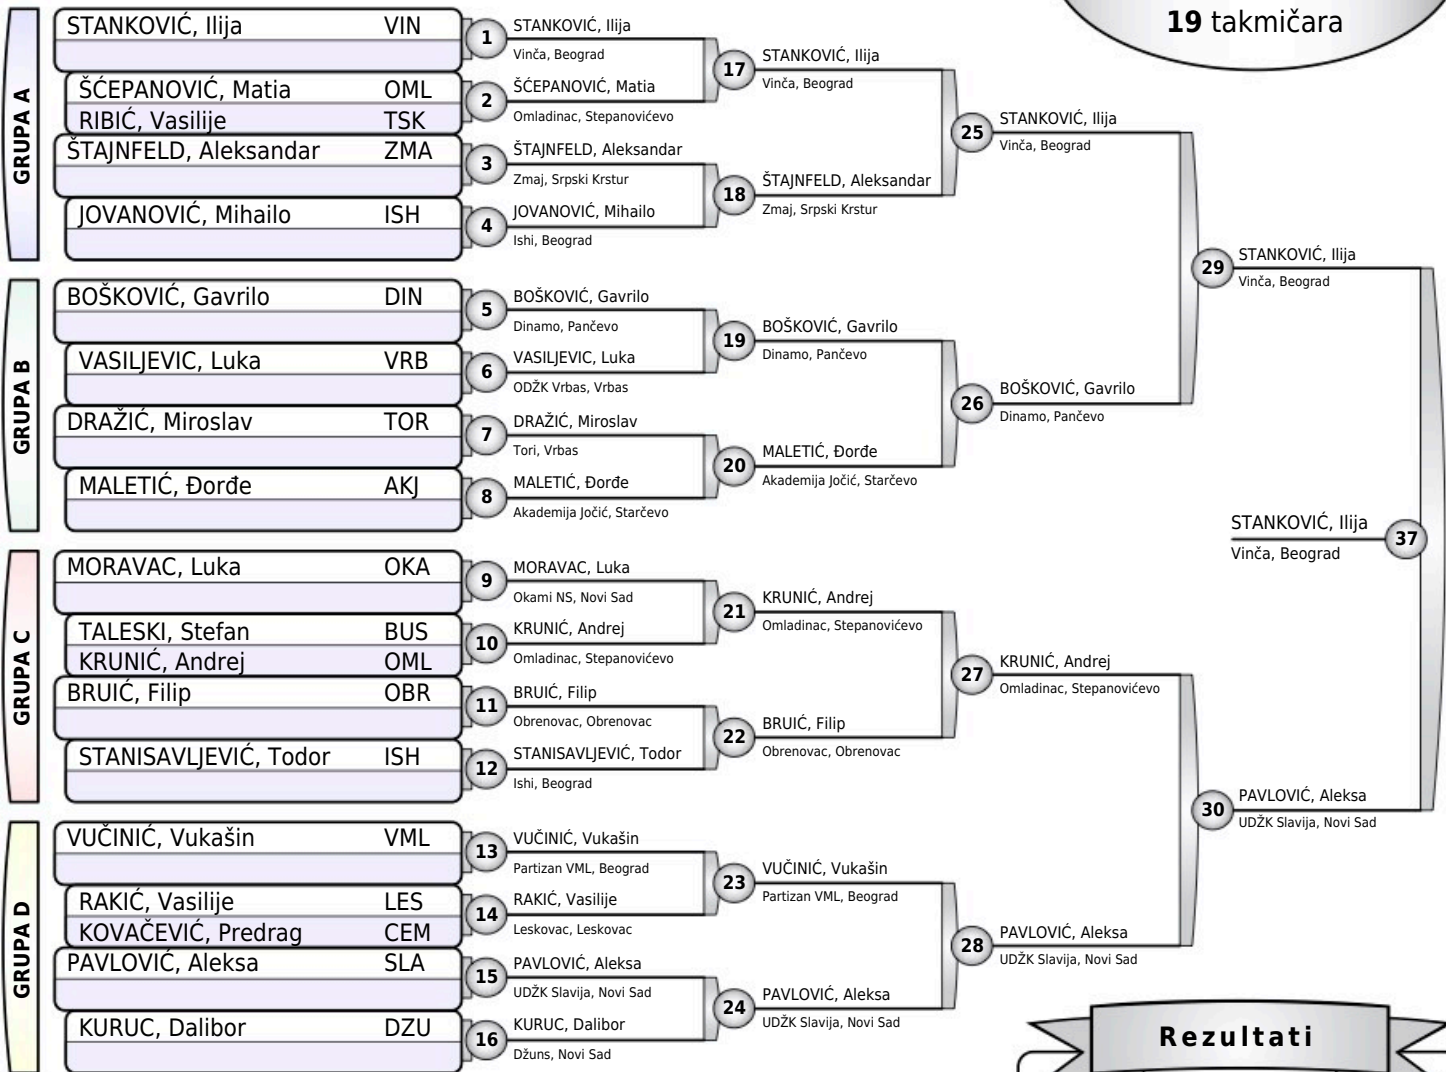 19 takmičara
GRUPA A
STANKOVIĆ, Ilija VIN
ŠĆEPANOVIĆ, Matia OML
RIBIĆ, Vasilije TSK
ŠTAJNFELD, Aleksandar ZMA
JOVANOVIĆ, Mihailo ISH
GRUPA B
BOŠKOVIĆ, Gavrilo DIN
VASILJEVIC, Luka VRB
DRAŽIĆ, Miroslav TOR
MALETIĆ, Đorđe AKJ
GRUPA C
MORAVAC, Luka OKA
TALESKI, Stefan BUS
KRUNIĆ, Andrej OML
BRUIĆ, Filip OBR
STANISAVLJEVIĆ, Todor ISH
GRUPA D
VUČINIĆ, Vukašin VML
RAKIĆ, Vasilije LES
KOVAČEVIĆ, Predrag CEM
PAVLOVIĆ, Aleksa SLA
KURUC, Dalibor DZU
1 STANKOVIĆ, Ilija
Vinča, Beograd
2 ŠĆEPANOVIĆ, Matia
Omladinac, Stepanovićevo
3 ŠTAJNFELD, Aleksandar
Zmaj, Srpski Krstur
4 JOVANOVIĆ, Mihailo
Ishi, Beograd
5 BOŠKOVIĆ, Gavrilo
Dinamo, Pančevo
6 VASILJEVIC, Luka
ODŽK Vrbas, Vrbas
7 DRAŽIĆ, Miroslav
Tori, Vrbas
8 MALETIĆ, Đorđe
Akademija Jočić, Starčevo
9 MORAVAC, Luka
Okami NS, Novi Sad
10 KRUNIĆ, Andrej
Omladinac, Stepanovićevo
11 BRUIĆ, Filip
Obrenovac, Obrenovac
12 STANISAVLJEVIĆ, Todor
Ishi, Beograd
13 VUČINIĆ, Vukašin
Partizan VML, Beograd
14 RAKIĆ, Vasilije
Leskovac, Leskovac
15 PAVLOVIĆ, Aleksa
UDŽK Slavija, Novi Sad
16 KURUC, Dalibor
Džuns, Novi Sad
17 STANKOVIĆ, Ilija
Vinča, Beograd
18 ŠTAJNFELD, Aleksandar
Zmaj, Srpski Krstur
19 BOŠKOVIĆ, Gavrilo
Dinamo, Pančevo
20 MALETIĆ, Đorđe
Akademija Jočić, Starčevo
21 KRUNIĆ, Andrej
Omladinac, Stepanovićevo
22 BRUIĆ, Filip
Obrenovac, Obrenovac
23 VUČINIĆ, Vukašin
Partizan VML, Beograd
24 PAVLOVIĆ, Aleksa
UDŽK Slavija, Novi Sad
25 STANKOVIĆ, Ilija
Vinča, Beograd
26 BOŠKOVIĆ, Gavrilo
Dinamo, Pančevo
27 KRUNIĆ, Andrej
Omladinac, Stepanovićevo
28 PAVLOVIĆ, Aleksa
UDŽK Slavija, Novi Sad
29 STANKOVIĆ, Ilija
Vinča, Beograd
30 PAVLOVIĆ, Aleksa
UDŽK Slavija, Novi Sad
STANKOVIĆ, Ilija 37
Vinča, Beograd
Rezultati